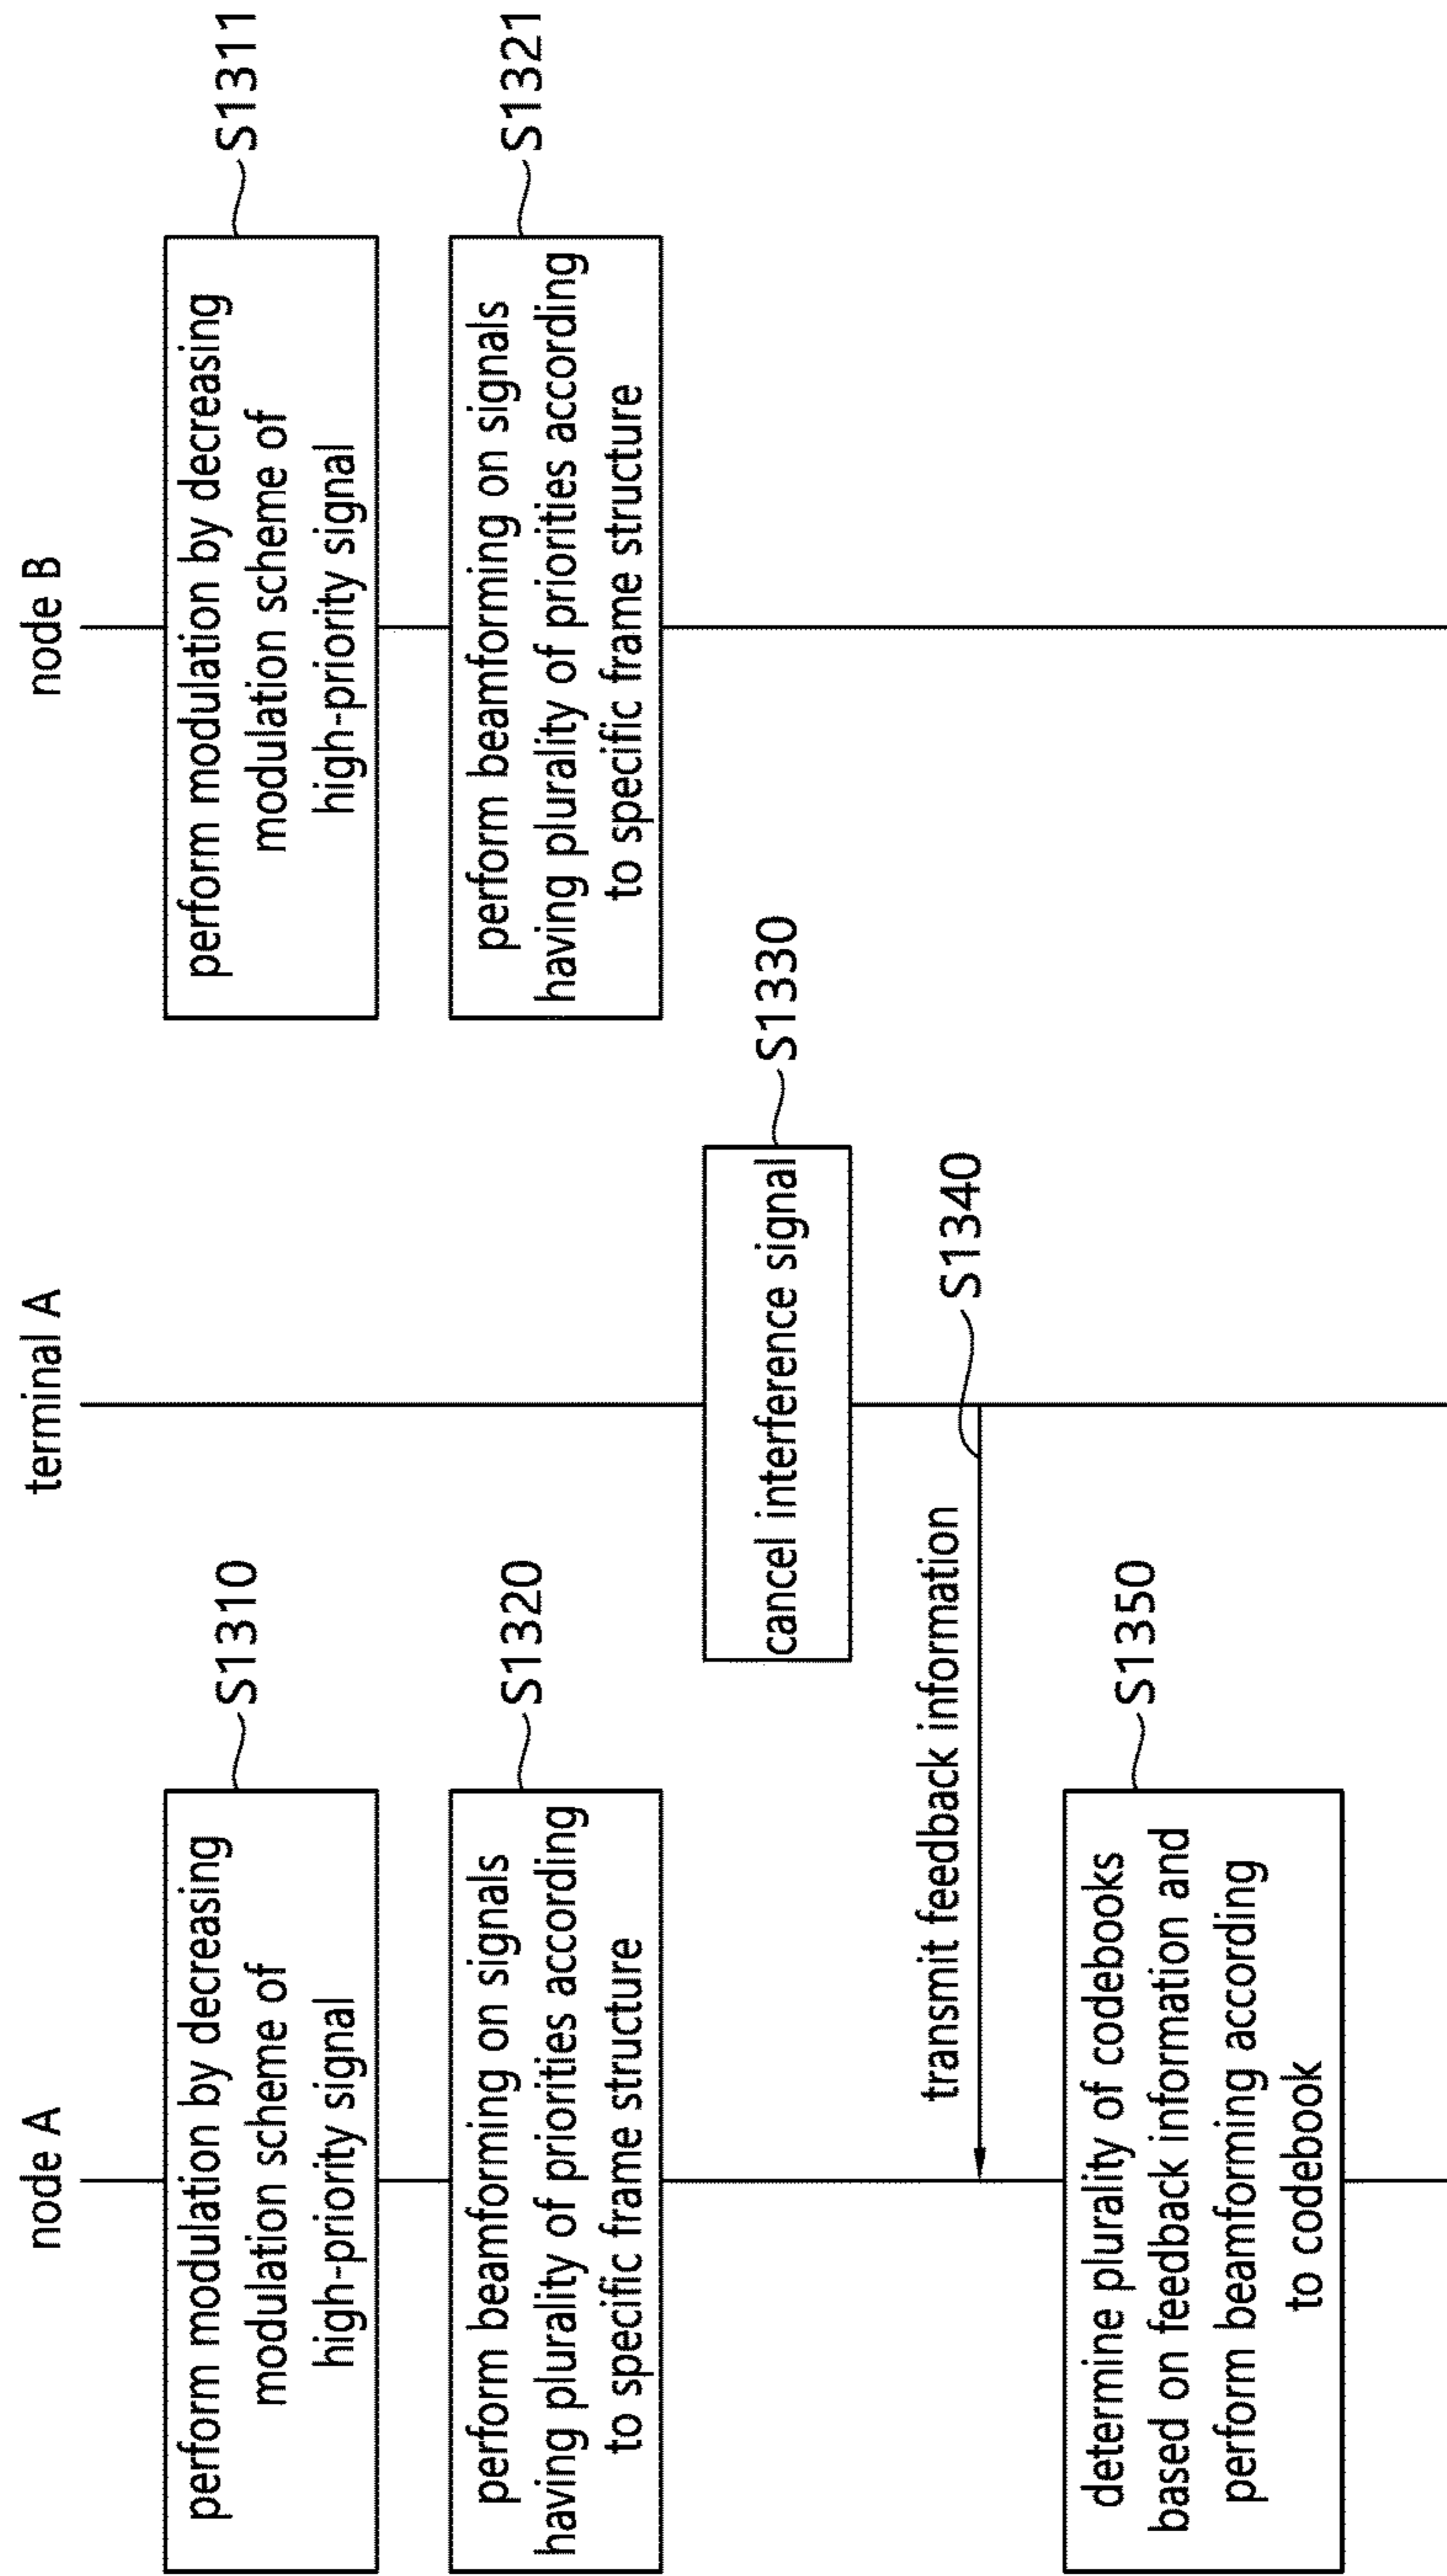 node A
terminal A
node B
perform modulation by decreasing
modulation scheme of
high-priority signal
S1310
perform modulation by decreasing
modulation scheme of
high-priority signal
S1311
perform beamforming on signals
having plurality of priorities according
to specific frame structure
S1320
perform beamforming on signals
having plurality of priorities according
to specific frame structure
S1321
cancel interference signal
S1330
transmit feedback information
S1340
determine plurality of codebooks
based on feedback information and
perform beamforming according
to codebook
S1350